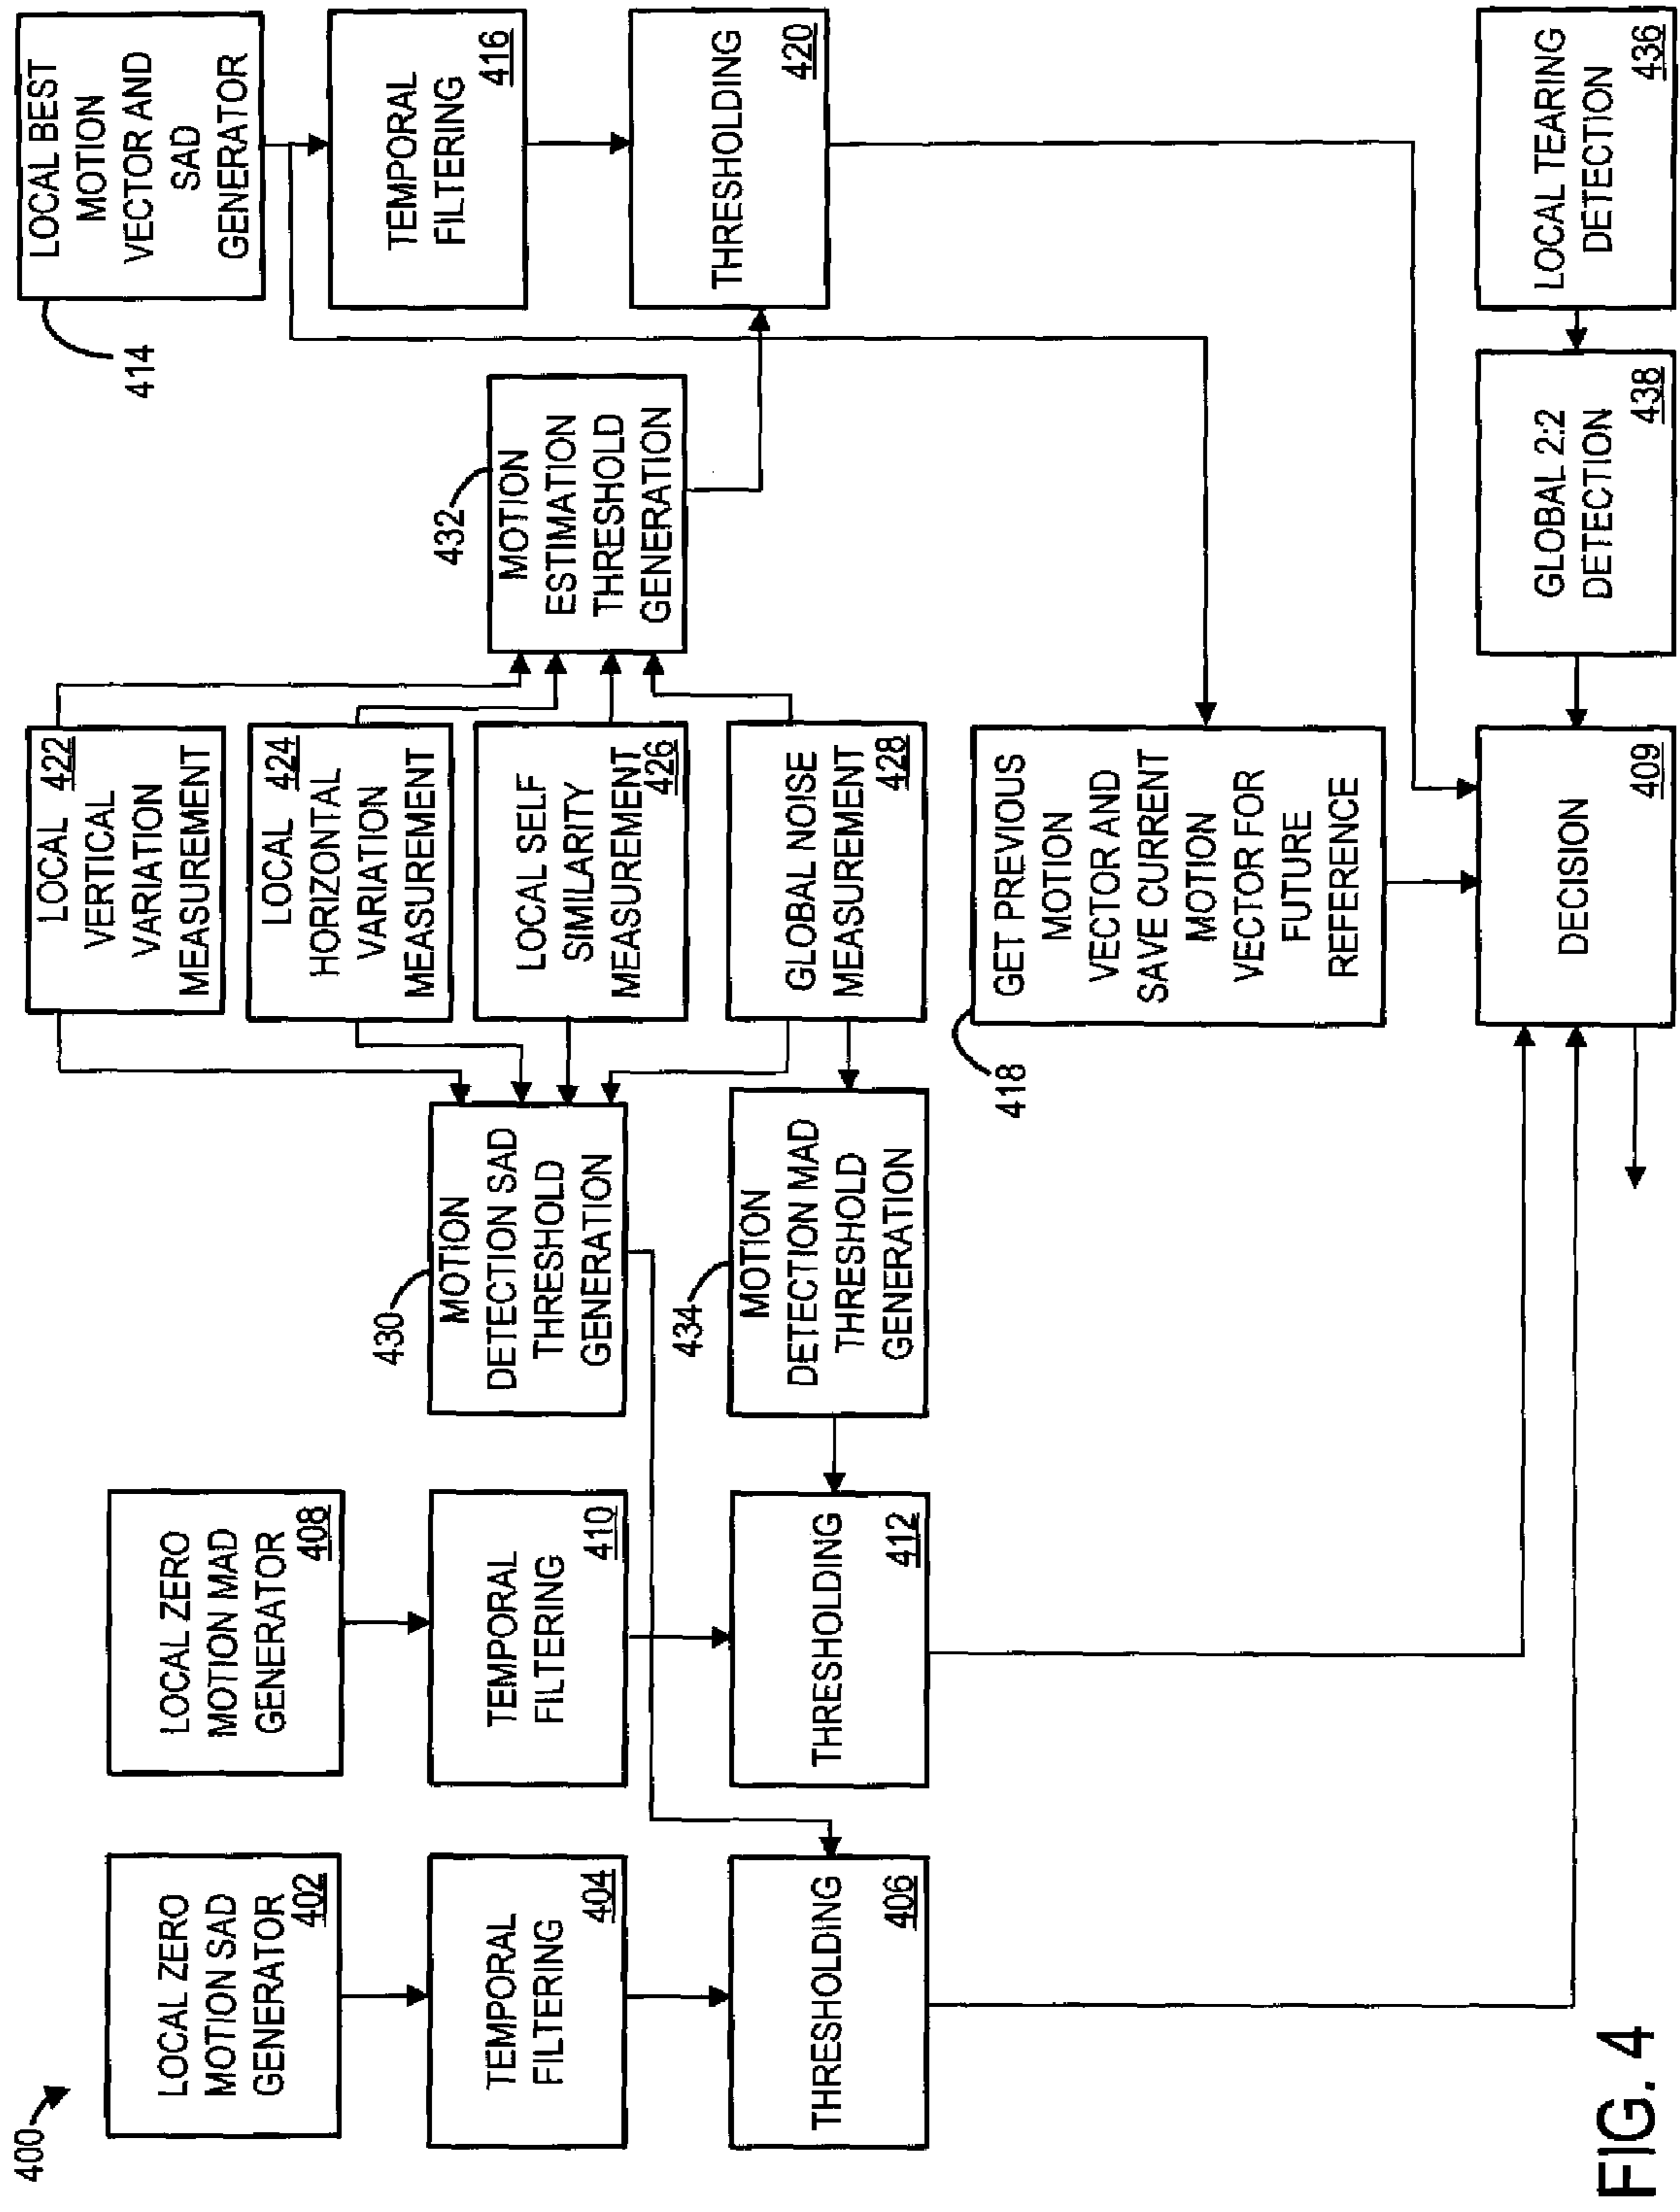 400
LOCAL ZERO
MOTION SAD
GENERATOR
402
TEMPORAL
FILTERING
404
THRESHOLDING
406
LOCAL ZERO
MOTION MAD
GENERATOR
408
TEMPORAL
FILTERING
410
THRESHOLDING
412
430
MOTION
DETECTION SAD
THRESHOLD
GENERATION
434
MOTION
DETECTION MAD
THRESHOLD
GENERATION
LOCAL 422
VERTICAL
VARIATION
MEASUREMENT
LOCAL 424
HORIZONTAL
VARIATION
MEASUREMENT
LOCAL SELF
SIMILARITY
MEASUREMENT
426
GLOBAL NOISE
MEASUREMENT
428
418
GET PREVIOUS
MOTION
VECTOR AND
SAVE CURRENT
MOTION
VECTOR FOR
FUTURE
REFERENCE
DECISION
409
432
MOTION
ESTIMATION
THRESHOLD
GENERATION
414
LOCAL BEST
MOTION
VECTOR AND
SAD
GENERATOR
TEMPORAL
FILTERING
416
THRESHOLDING
420
GLOBAL 2:2
DETECTION
438
LOCAL TEARING
DETECTION
436
FIG. 4